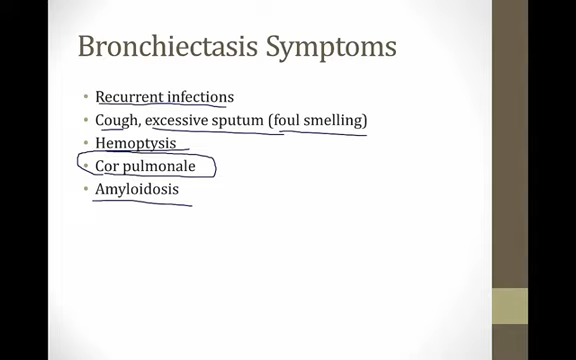 Bronchiectasis Symptoms
• Recurrent infections
• Cough, excessive sputum (foul smelling)
• Hemoptysis
• Cor pulmonale
• Amyloidosis